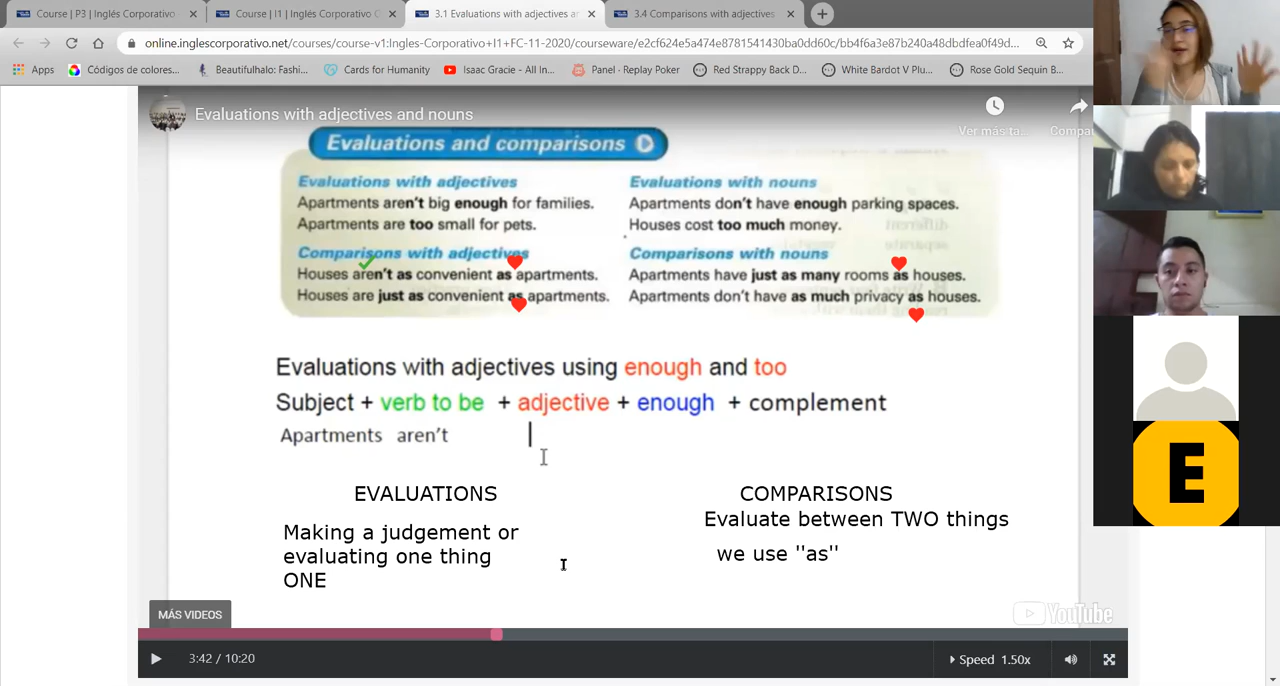 Course | P3 | Inglés Corporativo
Course | I1 | Inglés Corporativo C
3.1 Evaluations with adjectives a
3.4 Comparisons with adjectives
online.inglescorporativo.net/courses/course-v1:Ingles-Corporativo+I1+FC-11-2020/courseware/e2cf624e5a474e8781541430ba0dd60c/bb4f6a3e87b240a48dbdfea0f49d...
Apps
Códigos de colores...
Beautifulhalo: Fashi...
Cards for Humanity
Isaac Gracie - All In...
Panel · Replay Poker
Red Strappy Back D...
White Bardot V Plu...
Rose Gold Sequin B...
Evaluations with adjectives and nouns
Ver más ta...
Compar
Evaluations and comparisons
Evaluations with adjectives
Apartments aren't big enough for families.
Apartments are too small for pets.
Evaluations with nouns
Apartments don't have enough parking spaces.
Houses cost too much money.
Comparisons with adjectives
Houses aren't as convenient as apartments.
Houses are just as convenient as apartments.
Comparisons with nouns
Apartments have just as many rooms as houses.
Apartments don't have as much privacy as houses.
Evaluations with adjectives using enough and too
Subject + verb to be + adjective + enough + complement
Apartments aren't
EVALUATIONS
Making a judgement or
evaluating one thing
ONE
COMPARISONS
Evaluate between TWO things
we use "as"
MÁS VIDEOS
YouTube
3:42 / 10:20
Speed 1.50x
E